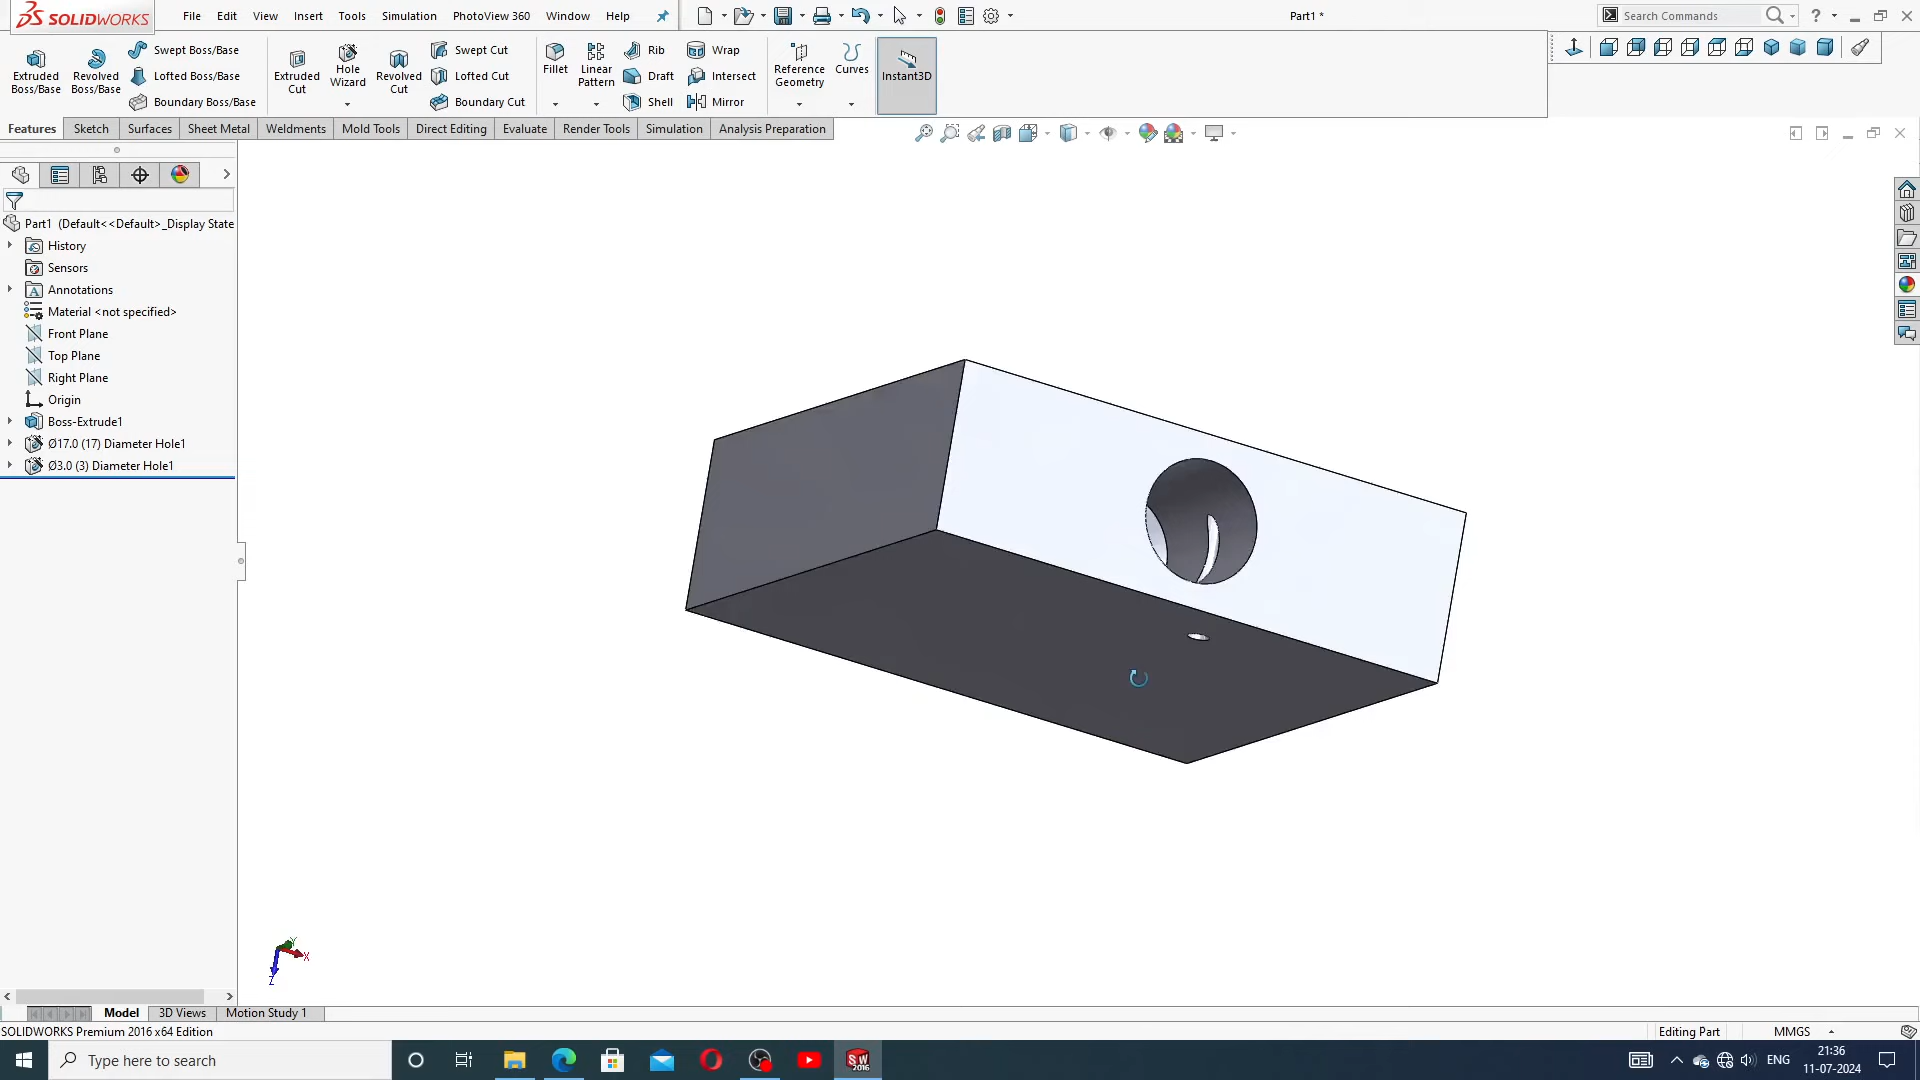 SOLIDWORKS File Edit View Insert Tools Simulation PhotoView 360 Window Help Part1 * Search Commands
Extruded Boss/Base Revolved Boss/Base Swept Boss/Base Lofted Boss/Base Boundary Boss/Base Extruded Cut Hole Wizard Revolved Cut Swept Cut Lofted Cut Boundary Cut Fillet Linear Pattern Rib Draft Shell Wrap Intersect Mirror Reference Geometry Curves Instant3D
Features Sketch Surfaces Sheet Metal Weldments Mold Tools Direct Editing Evaluate Render Tools Simulation Analysis Preparation
Part1 (Default<<Default>_Display State
History
Sensors
Annotations
Material <not specified>
Front Plane
Top Plane
Right Plane
Origin
Boss-Extrude1
Ø17.0 (17) Diameter Hole1
Ø3.0 (3) Diameter Hole1
Y
X
Z
Model 3D Views Motion Study 1
SOLIDWORKS Premium 2016 x64 Edition Editing Part MMGS
Type here to search SW 2016 ENG 21:36
11-07-2024